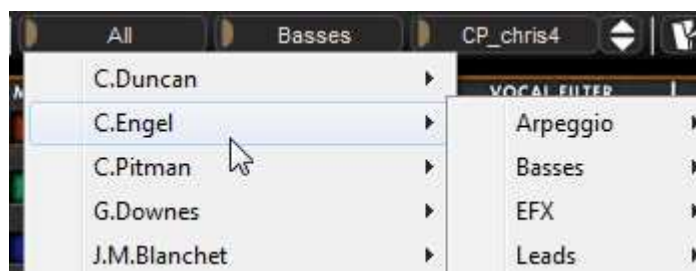 All Basses CP_chris4
VOCAL FILTER
C.Duncan
C.Engel
C.Pitman
G.Downes
J.M.Blanchet
Arpeggio
Basses
EFX
Leads